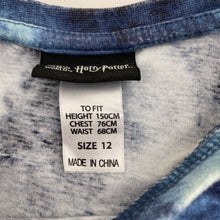 Harry Potter
TO FIT
HEIGHT 150CM
CHEST 76CM
WAIST 68CM
SIZE 12
MADE IN CHINA